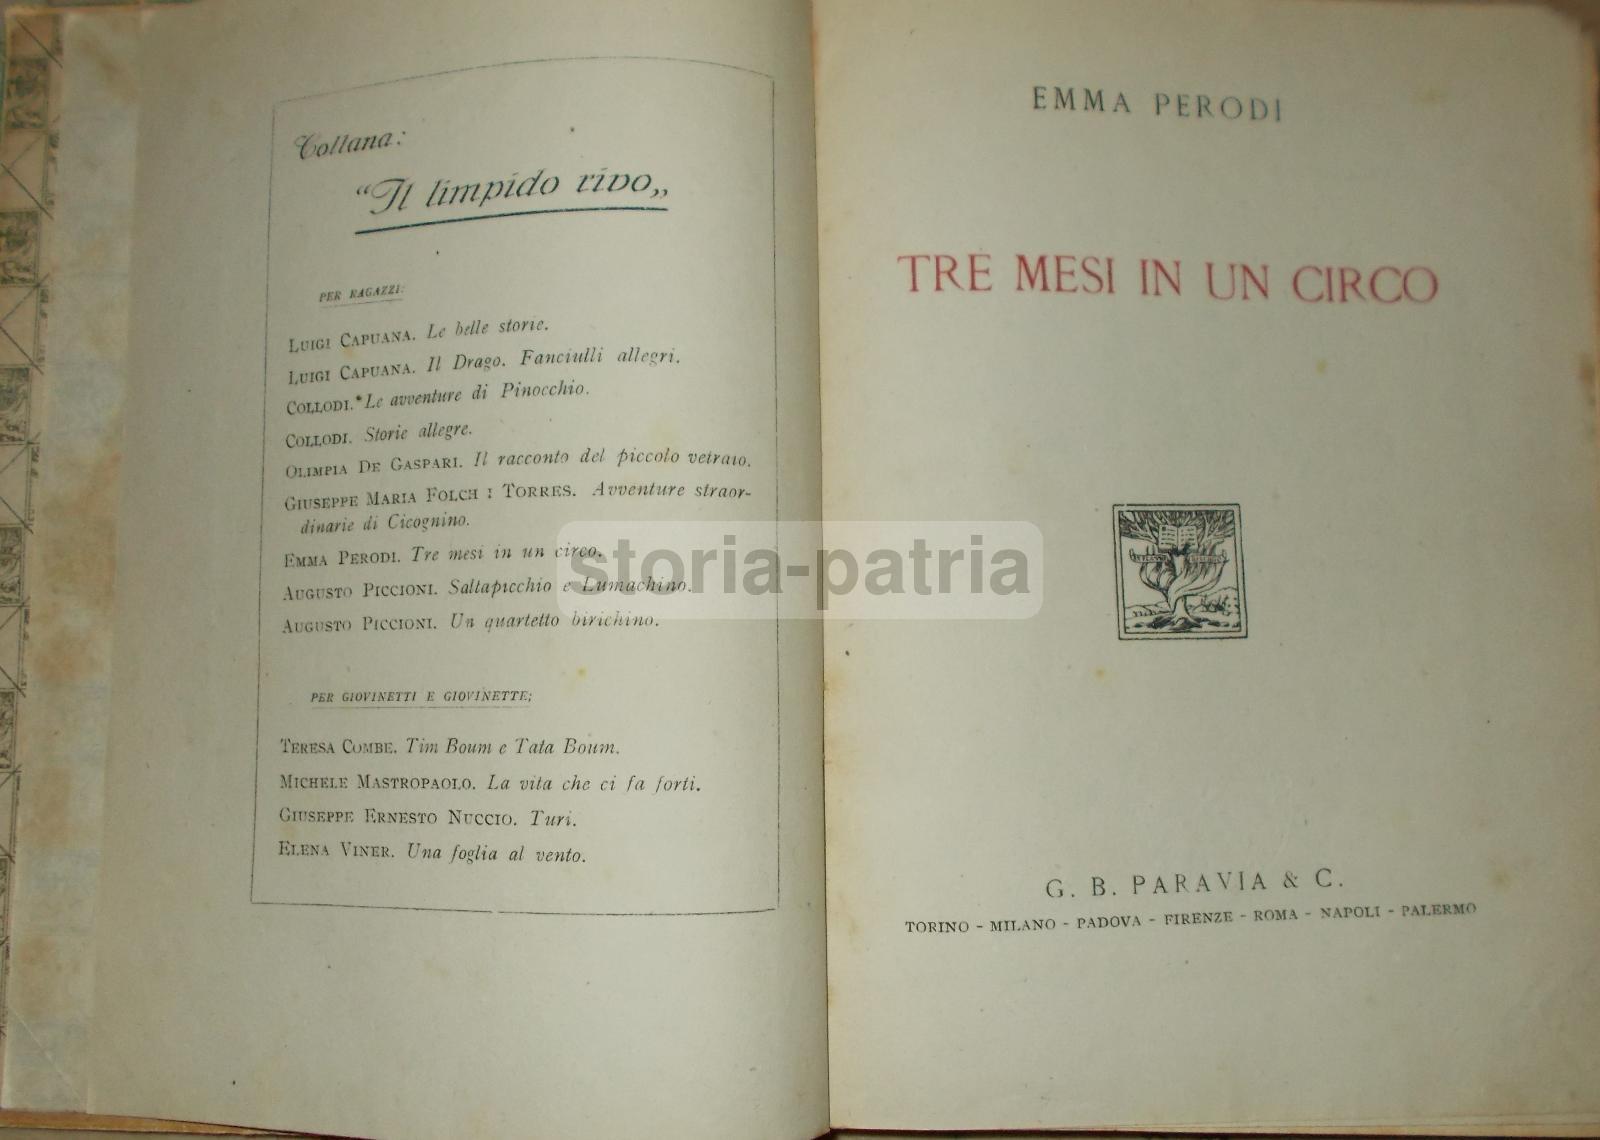 Collana:
“Il limpido rivo„
PER RAGAZZI:
LUIGI CAPUANA. Le belle storie.
LUIGI CAPUANA. Il Drago. Fanciulli allegri.
COLLODI. Le avventure di Pinocchio.
COLLODI. Storie allegre.
OLIMPIA DE GASPARI. Il racconto del piccolo vetraio.
GIUSEPPE MARIA FOLCH I TORRES. Avventure straor-
dinarie di Cicognino.
EMMA PERODI. Tre mesi in un circo.
AUGUSTO PICCIONI. Saltapicchio e Lumachino.
AUGUSTO PICCIONI. Un quartetto birichino.
PER GIOVINETTI E GIOVINETTE:
TERESA COMBE. Tim Boum e Tata Boum.
MICHELE MASTROPAOLO. La vita che ci fa forti.
GIUSEPPE ERNESTO NUCCIO. Turi.
ELENA VINER. Una foglia al vento.
storia-patria
EMMA PERODI
TRE MESI IN UN CIRCO
G. B. PARAVIA & C.
TORINO - MILANO - PADOVA - FIRENZE - ROMA - NAPOLI - PALERMO